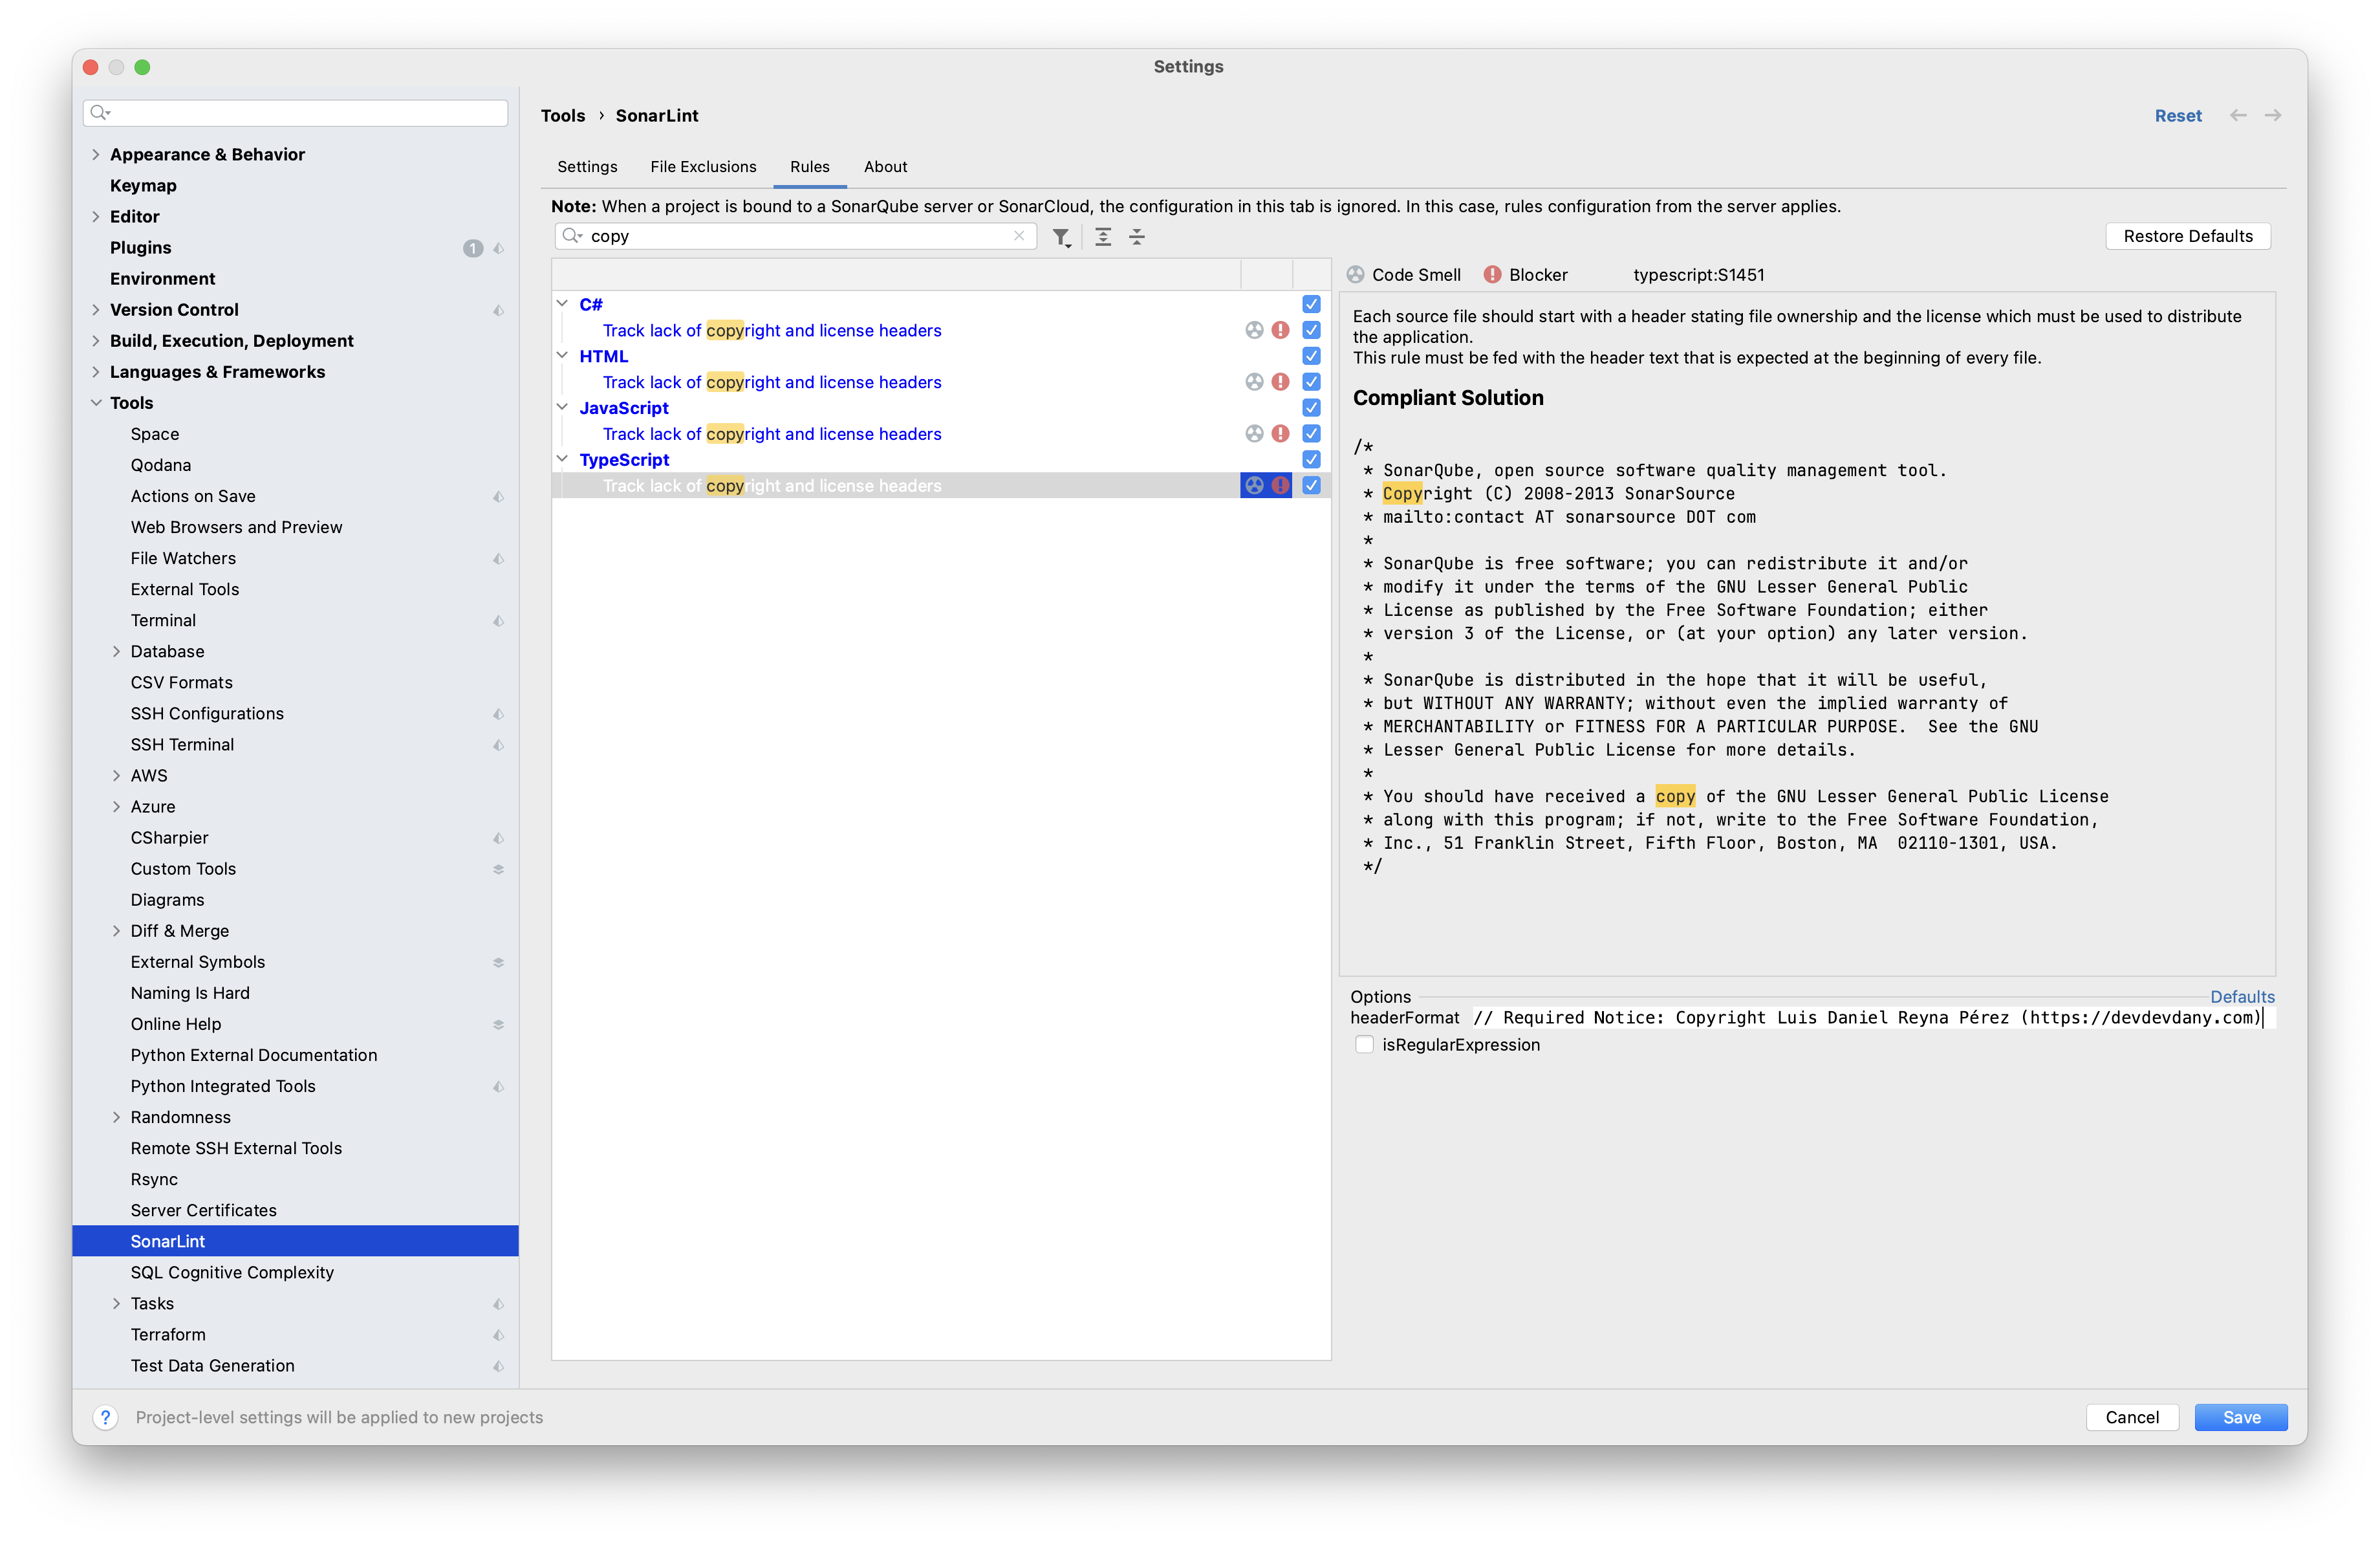 Settings
Appearance & Behavior
Keymap
Editor
Plugins 1
Environment
Version Control
Build, Execution, Deployment
Languages & Frameworks
Tools
Space
Qodana
Actions on Save
Web Browsers and Preview
File Watchers
External Tools
Terminal
Database
CSV Formats
SSH Configurations
SSH Terminal
AWS
Azure
CSharpier
Custom Tools
Diagrams
Diff & Merge
External Symbols
Naming Is Hard
Online Help
Python External Documentation
Python Integrated Tools
Randomness
Remote SSH External Tools
Rsync
Server Certificates
SonarLint
SQL Cognitive Complexity
Tasks
Terraform
Test Data Generation
Tools › SonarLint
Reset
Settings File Exclusions Rules About
Note: When a project is bound to a SonarQube server or SonarCloud, the configuration in this tab is ignored. In this case, rules configuration from the server applies.
copy
Restore Defaults
C#
Track lack of copyright and license headers
HTML
Track lack of copyright and license headers
JavaScript
Track lack of copyright and license headers
TypeScript
Track lack of copyright and license headers
Code Smell Blocker typescript:S1451
Each source file should start with a header stating file ownership and the license which must be used to distribute
the application.
This rule must be fed with the header text that is expected at the beginning of every file.
Compliant Solution
/*
* SonarQube, open source software quality management tool.
* Copyright (C) 2008-2013 SonarSource
* mailto:contact AT sonarsource DOT com
*
* SonarQube is free software; you can redistribute it and/or
* modify it under the terms of the GNU Lesser General Public
* License as published by the Free Software Foundation; either
* version 3 of the License, or (at your option) any later version.
*
* SonarQube is distributed in the hope that it will be useful,
* but WITHOUT ANY WARRANTY; without even the implied warranty of
* MERCHANTABILITY or FITNESS FOR A PARTICULAR PURPOSE.  See the GNU
* Lesser General Public License for more details.
*
* You should have received a copy of the GNU Lesser General Public License
* along with this program; if not, write to the Free Software Foundation,
* Inc., 51 Franklin Street, Fifth Floor, Boston, MA  02110-1301, USA.
*/
Options Defaults
headerFormat // Required Notice: Copyright Luis Daniel Reyna Pérez (https://devdevdany.com)
isRegularExpression
? Project-level settings will be applied to new projects
Cancel Save